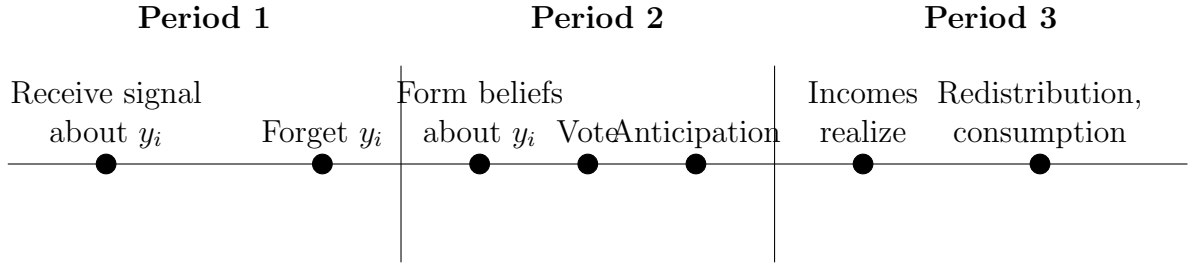 Period 1
Period 2
Period 3
Receive signal
about $y_i$
Forget $y_i$
Form beliefs
about $y_i$
Vote
Anticipation
Incomes
realize
Redistribution,
consumption